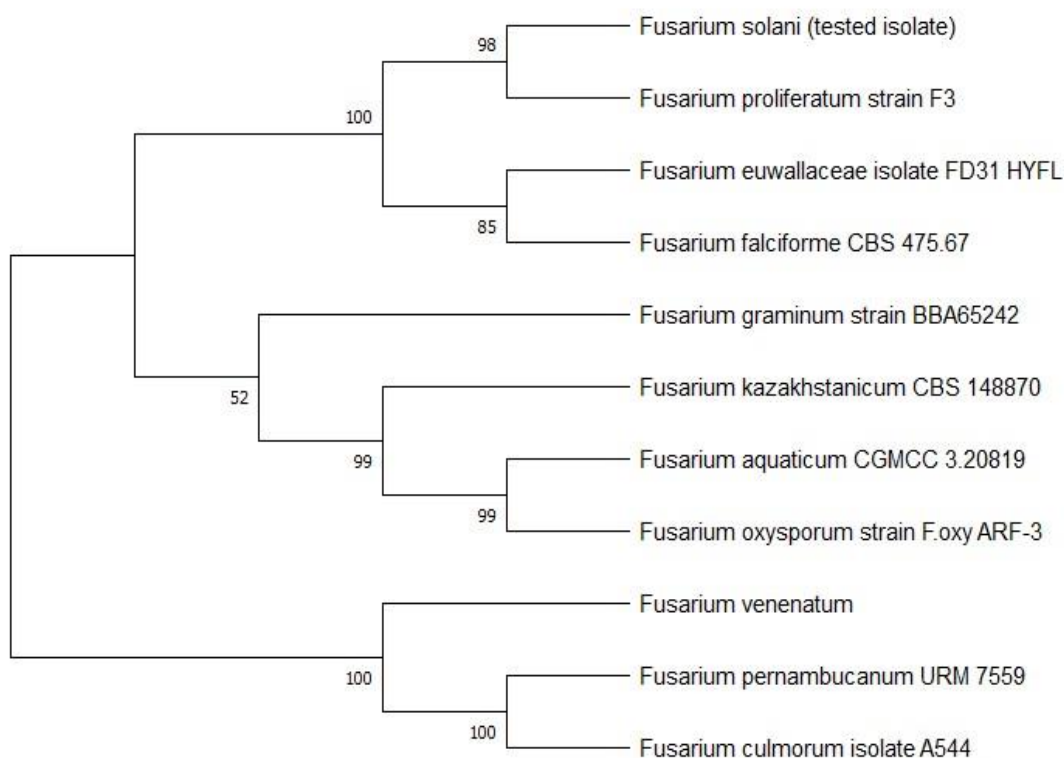 98
Fusarium solani (tested isolate)
Fusarium proliferatum strain F3
100
Fusarium euwallaceae isolate FD31 HYFL
85
Fusarium falciforme CBS 475.67
Fusarium graminum strain BBA65242
52
Fusarium kazakhstanicum CBS 148870
99
Fusarium aquaticum CGMCC 3.20819
99
Fusarium oxysporum strain F.oxy ARF-3
Fusarium venenatum
100
Fusarium pernambucanum URM 7559
100
Fusarium culmorum isolate A544